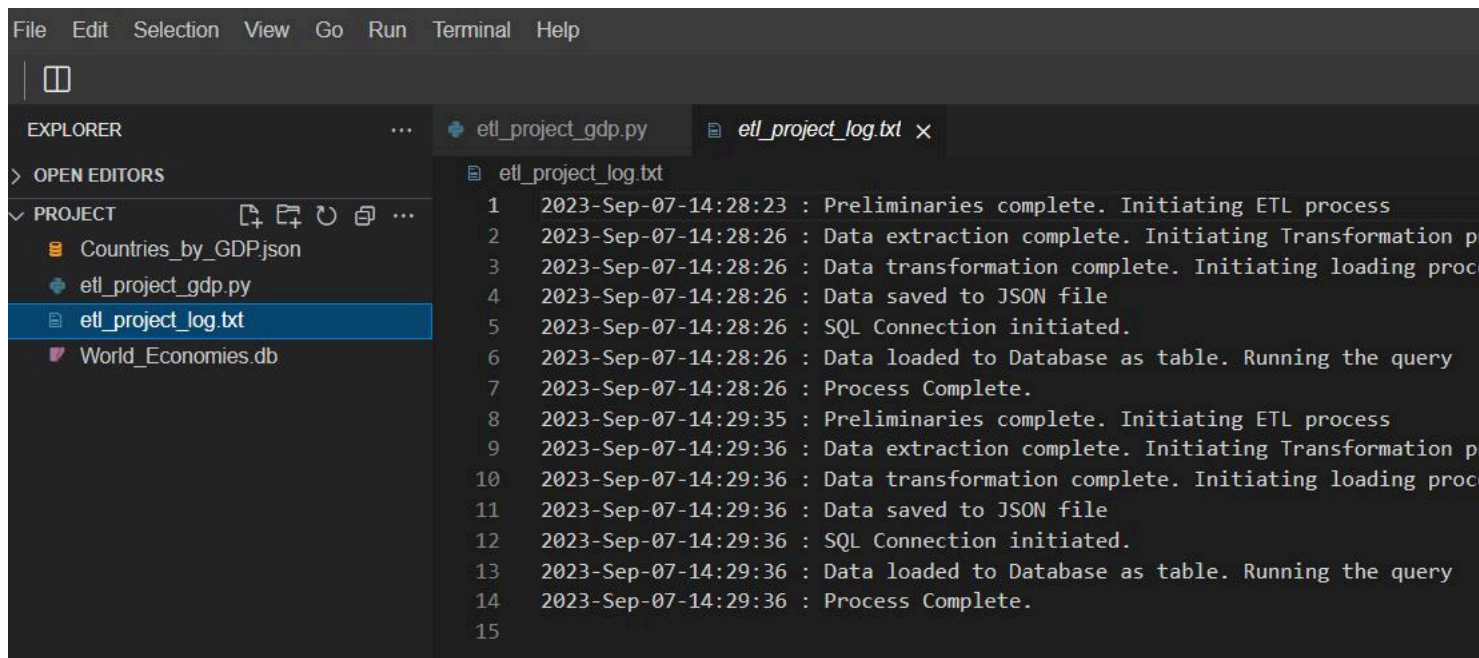 File Edit Selection View Go Run Terminal Help
EXPLORER
etl_project_gdp.py
etl_project_log.txt
OPEN EDITORS
PROJECT
Countries_by_GDP.json
etl_project_gdp.py
etl_project_log.txt
World_Economies.db
etl_project_log.txt
1 2023-Sep-07-14:28:23 : Preliminaries complete. Initiating ETL process
2 2023-Sep-07-14:28:26 : Data extraction complete. Initiating Transformation p
3 2023-Sep-07-14:28:26 : Data transformation complete. Initiating loading proc
4 2023-Sep-07-14:28:26 : Data saved to JSON file
5 2023-Sep-07-14:28:26 : SQL Connection initiated.
6 2023-Sep-07-14:28:26 : Data loaded to Database as table. Running the query
7 2023-Sep-07-14:28:26 : Process Complete.
8 2023-Sep-07-14:29:35 : Preliminaries complete. Initiating ETL process
9 2023-Sep-07-14:29:36 : Data extraction complete. Initiating Transformation p
10 2023-Sep-07-14:29:36 : Data transformation complete. Initiating loading proc
11 2023-Sep-07-14:29:36 : Data saved to JSON file
12 2023-Sep-07-14:29:36 : SQL Connection initiated.
13 2023-Sep-07-14:29:36 : Data loaded to Database as table. Running the query
14 2023-Sep-07-14:29:36 : Process Complete.
15